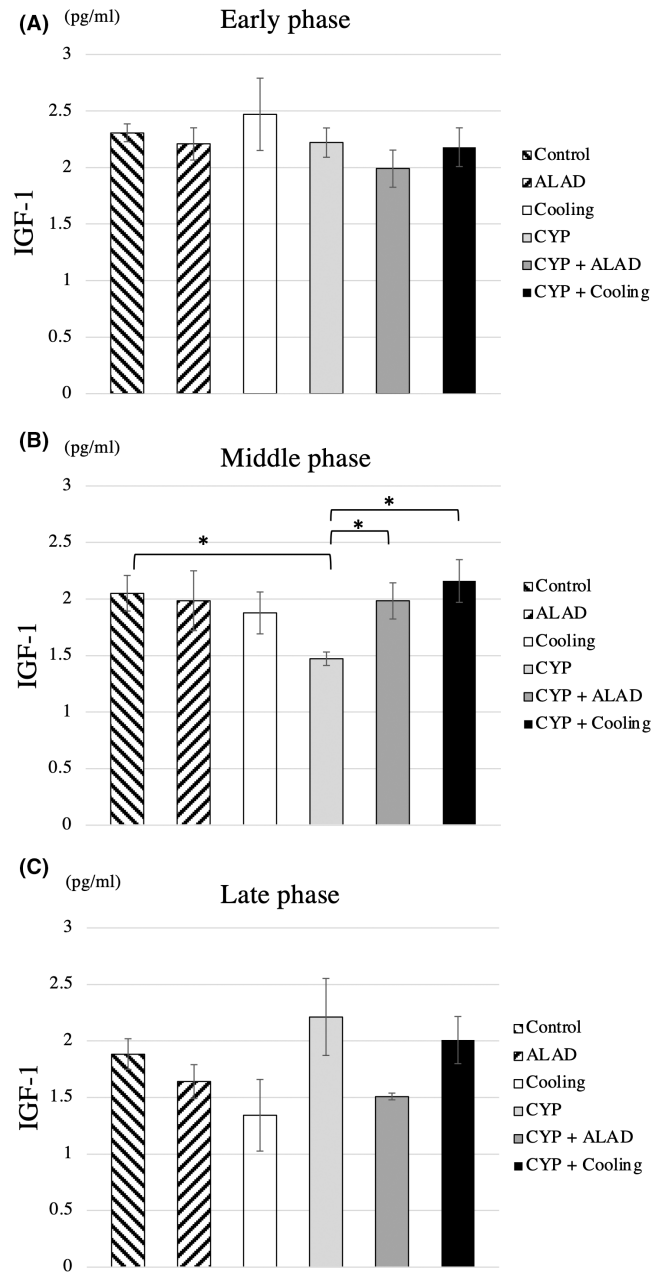 (A) (pg/ml) Early phase
3
2.5
2
1.5
1
0.5
0
IGF-1
Control
ALAD
Cooling
CYP
CYP + ALAD
CYP + Cooling
(B) (pg/ml) Middle phase
3
2.5
2
1.5
1
0.5
0
IGF-1
* * *
Control
ALAD
Cooling
CYP
CYP + ALAD
CYP + Cooling
(C) (pg/ml) Late phase
3
2.5
2
1.5
1
0.5
0
IGF-1
Control
ALAD
Cooling
CYP
CYP + ALAD
CYP + Cooling